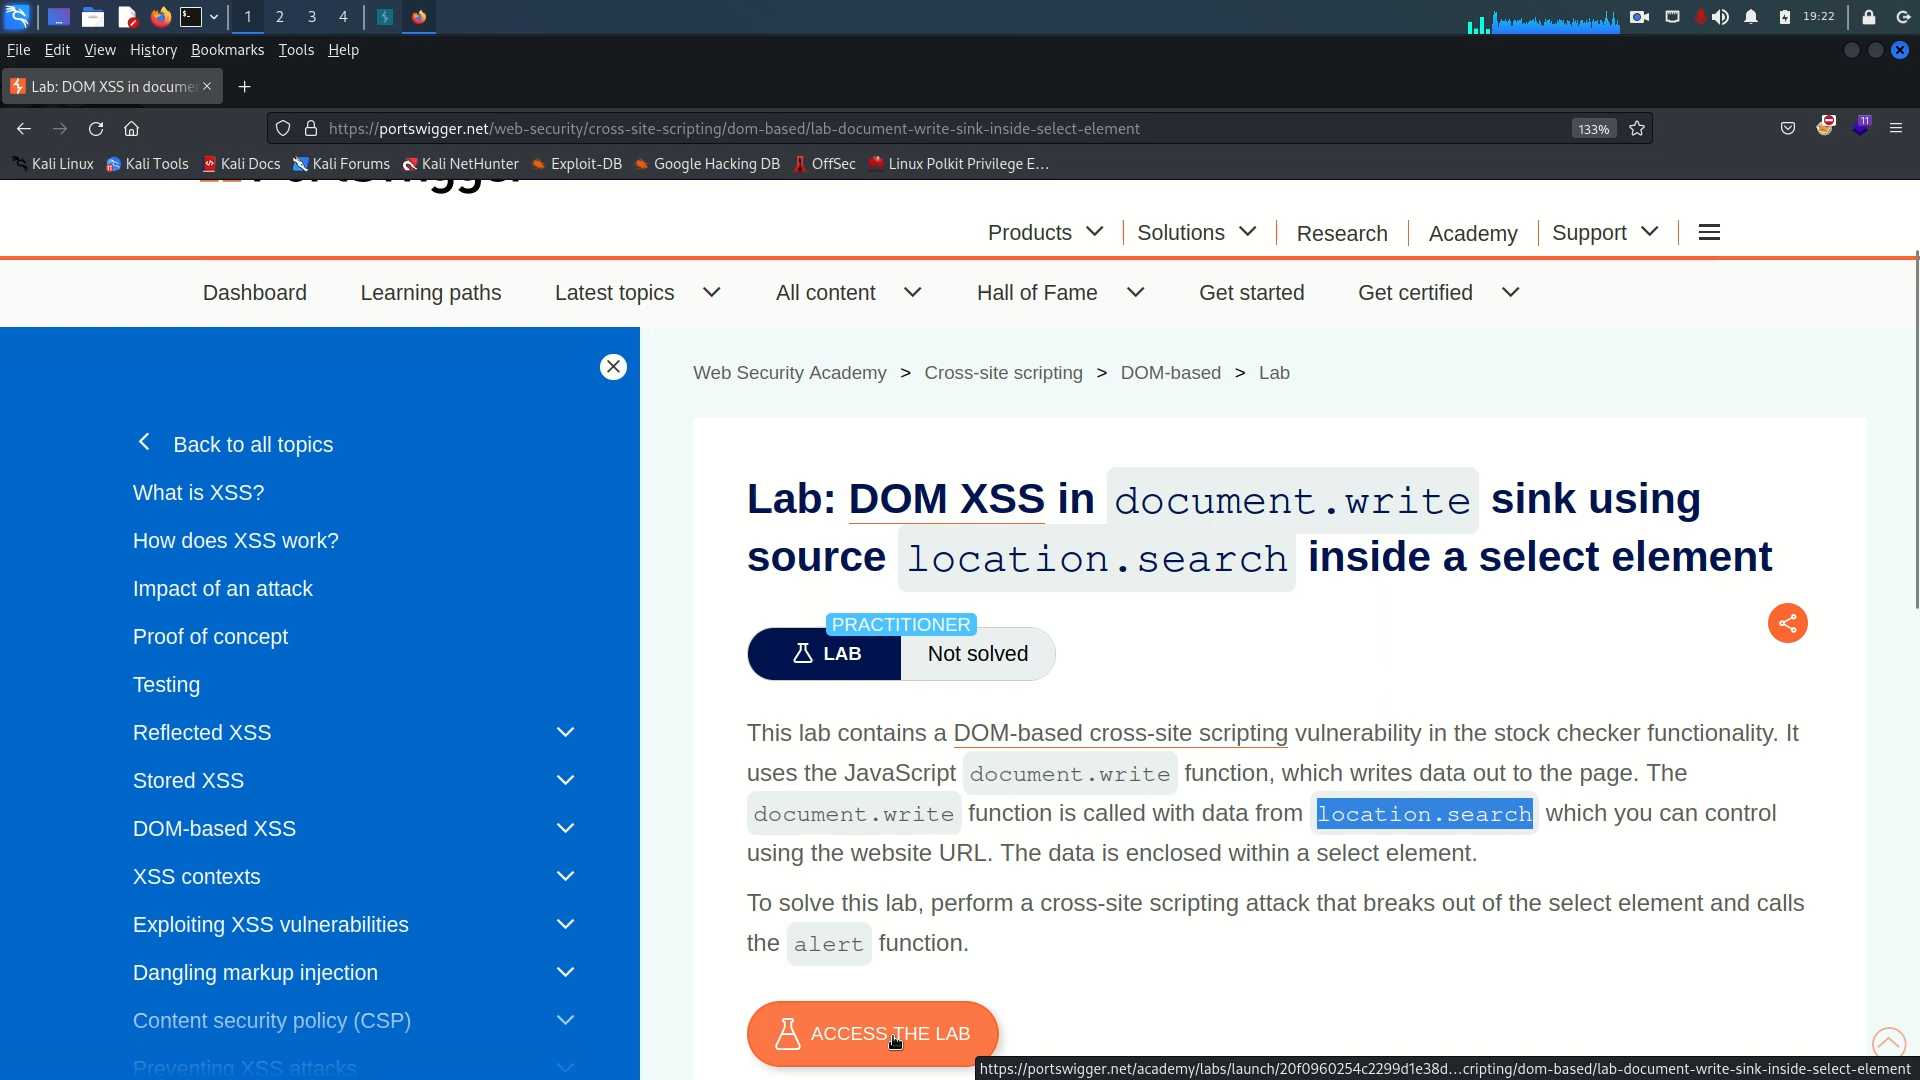 1 2 3 4 19:22
File Edit View History Bookmarks Tools Help
Lab: DOM XSS in docume
https://portswigger.net/web-security/cross-site-scripting/dom-based/lab-document-write-sink-inside-select-element 133% 11
Kali Linux Kali Tools Kali Docs Kali Forums Kali NetHunter Exploit-DB Google Hacking DB OffSec Linux Polkit Privilege E...
Products Solutions Research Academy Support
Dashboard Learning paths Latest topics All content Hall of Fame Get started Get certified
Back to all topics
What is XSS?
How does XSS work?
Impact of an attack
Proof of concept
Testing
Reflected XSS
Stored XSS
DOM-based XSS
XSS contexts
Exploiting XSS vulnerabilities
Dangling markup injection
Content security policy (CSP)
Preventing XSS attacks
Web Security Academy > Cross-site scripting > DOM-based > Lab
Lab: DOM XSS in document.write sink using
source location.search inside a select element
PRACTITIONER
LAB Not solved
This lab contains a DOM-based cross-site scripting vulnerability in the stock checker functionality. It
uses the JavaScript document.write function, which writes data out to the page. The
document.write function is called with data from location.search which you can control
using the website URL. The data is enclosed within a select element.
To solve this lab, perform a cross-site scripting attack that breaks out of the select element and calls
the alert function.
ACCESS THE LAB
https://portswigger.net/academy/labs/launch/20f0960254c2299d1e38d...cripting/dom-based/lab-document-write-sink-inside-select-element